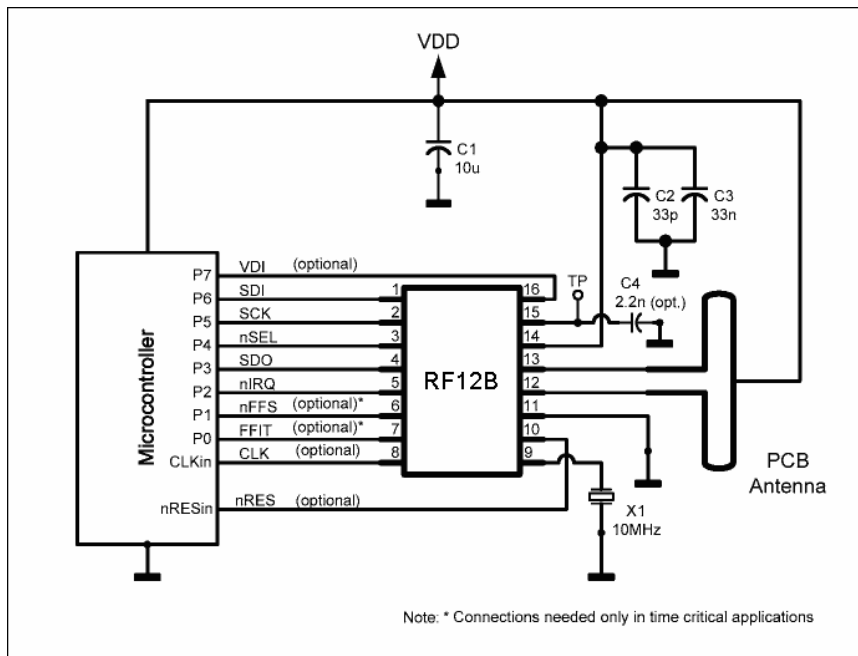 VDD
C1
10u
C2
33p
C3
33n
Microcontroller
P7 VDI (optional)
P6 SDI 1
P5 SCK 2
P4 nSEL 3
P3 SDO 4
P2 nIRQ 5
P1 nFFS (optional)* 6
P0 FFIT (optional)* 7
CLKin CLK (optional) 8
nRESin nRES (optional)
RF12B
16
15
14
13
12
11
10
9
TP
C4
2.2n (opt.)
X1
10MHz
PCB
Antenna
Note: * Connections needed only in time critical applications